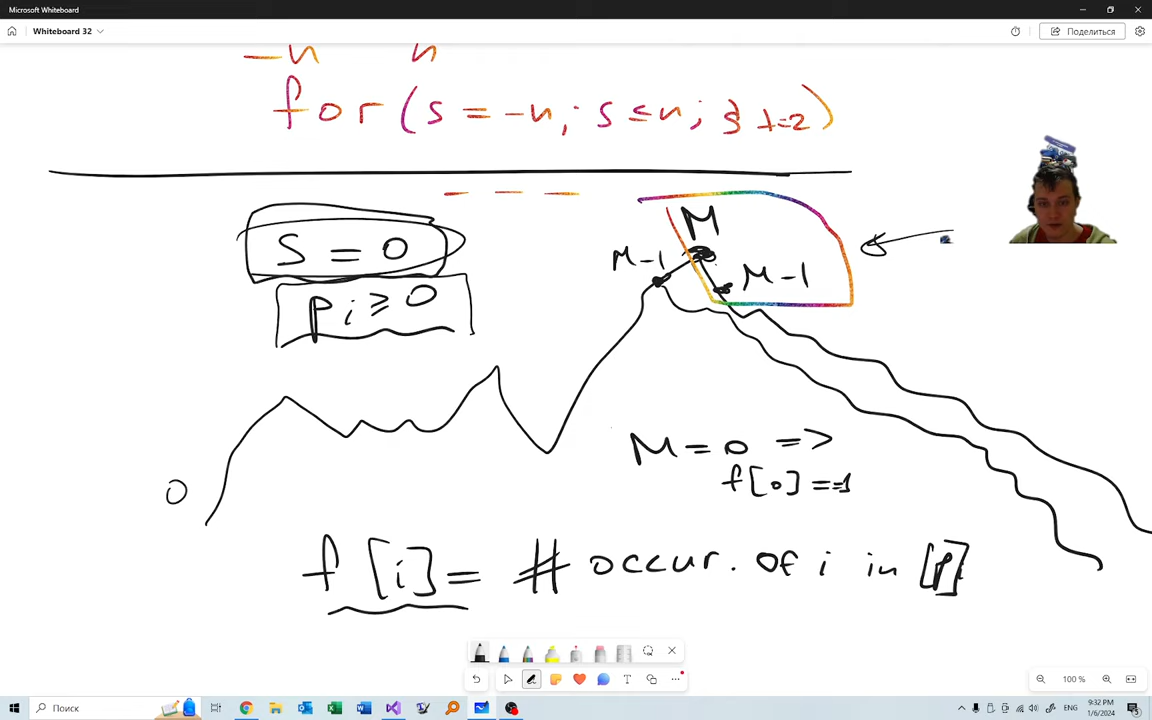 Microsoft Whiteboard
Whiteboard 32
Поделиться
-n n
for (s = -n; s ≤ n; s += 2)
S = 0
p i ≥ 0
M
M-1
M-1
M = 0 =>
f[0] == 1
0
f[i] = # occur. of i in [p]
100 %
Поиск
ENG
9:32 PM
1/6/2024
5